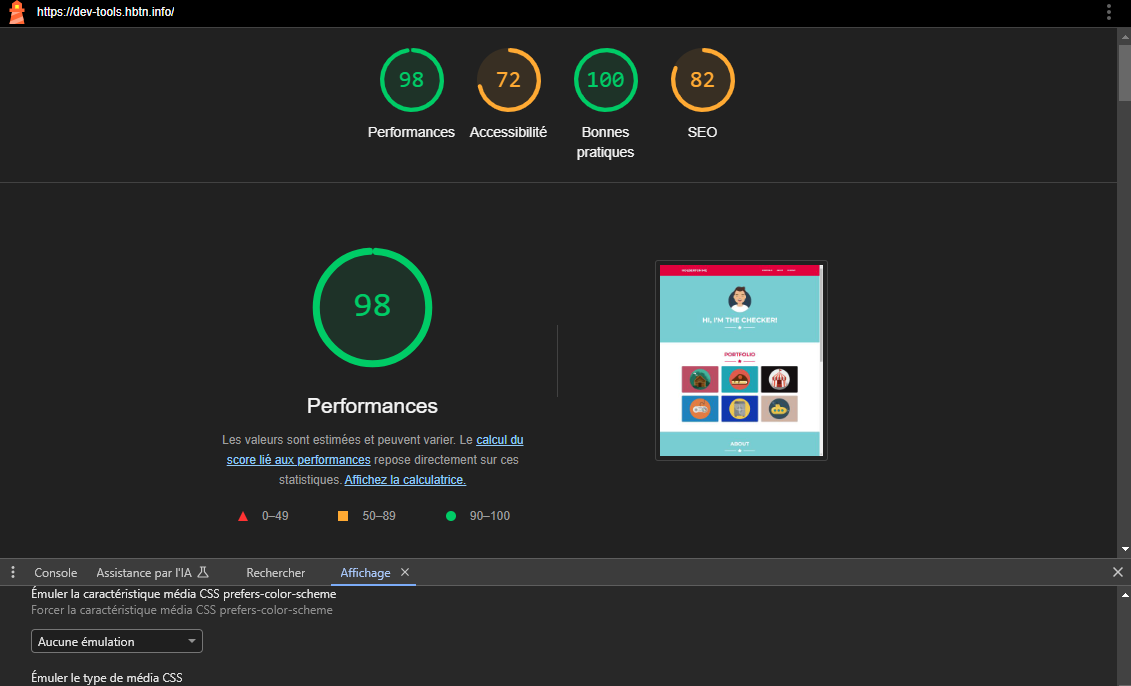 https://dev-tools.hbtn.info/
98
72
100
82
Performances
Accessibilité
Bonnes
pratiques
SEO
98
Performances
Les valeurs sont estimées et peuvent varier. Le calcul du
score lié aux performances repose directement sur ces
statistiques. Affichez la calculatrice.
0–49
50–89
90–100
HI, I'M THE CHECKER!
PORTFOLIO
ABOUT
Console
Assistance par l'IA
Rechercher
Affichage
Émuler la caractéristique média CSS prefers-color-scheme
Forcer la caractéristique média CSS prefers-color-scheme
Aucune émulation
Émuler le type de média CSS